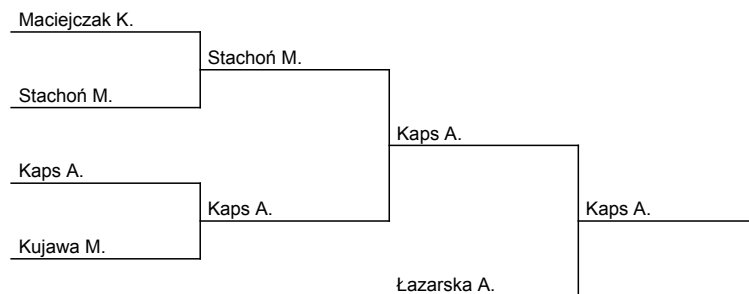 Maciejczak K.
Stachoń M.
Stachoń M.
Kaps A.
Kaps A.
Kaps A.
Kaps A.
Kujawa M.
Łazarska A.